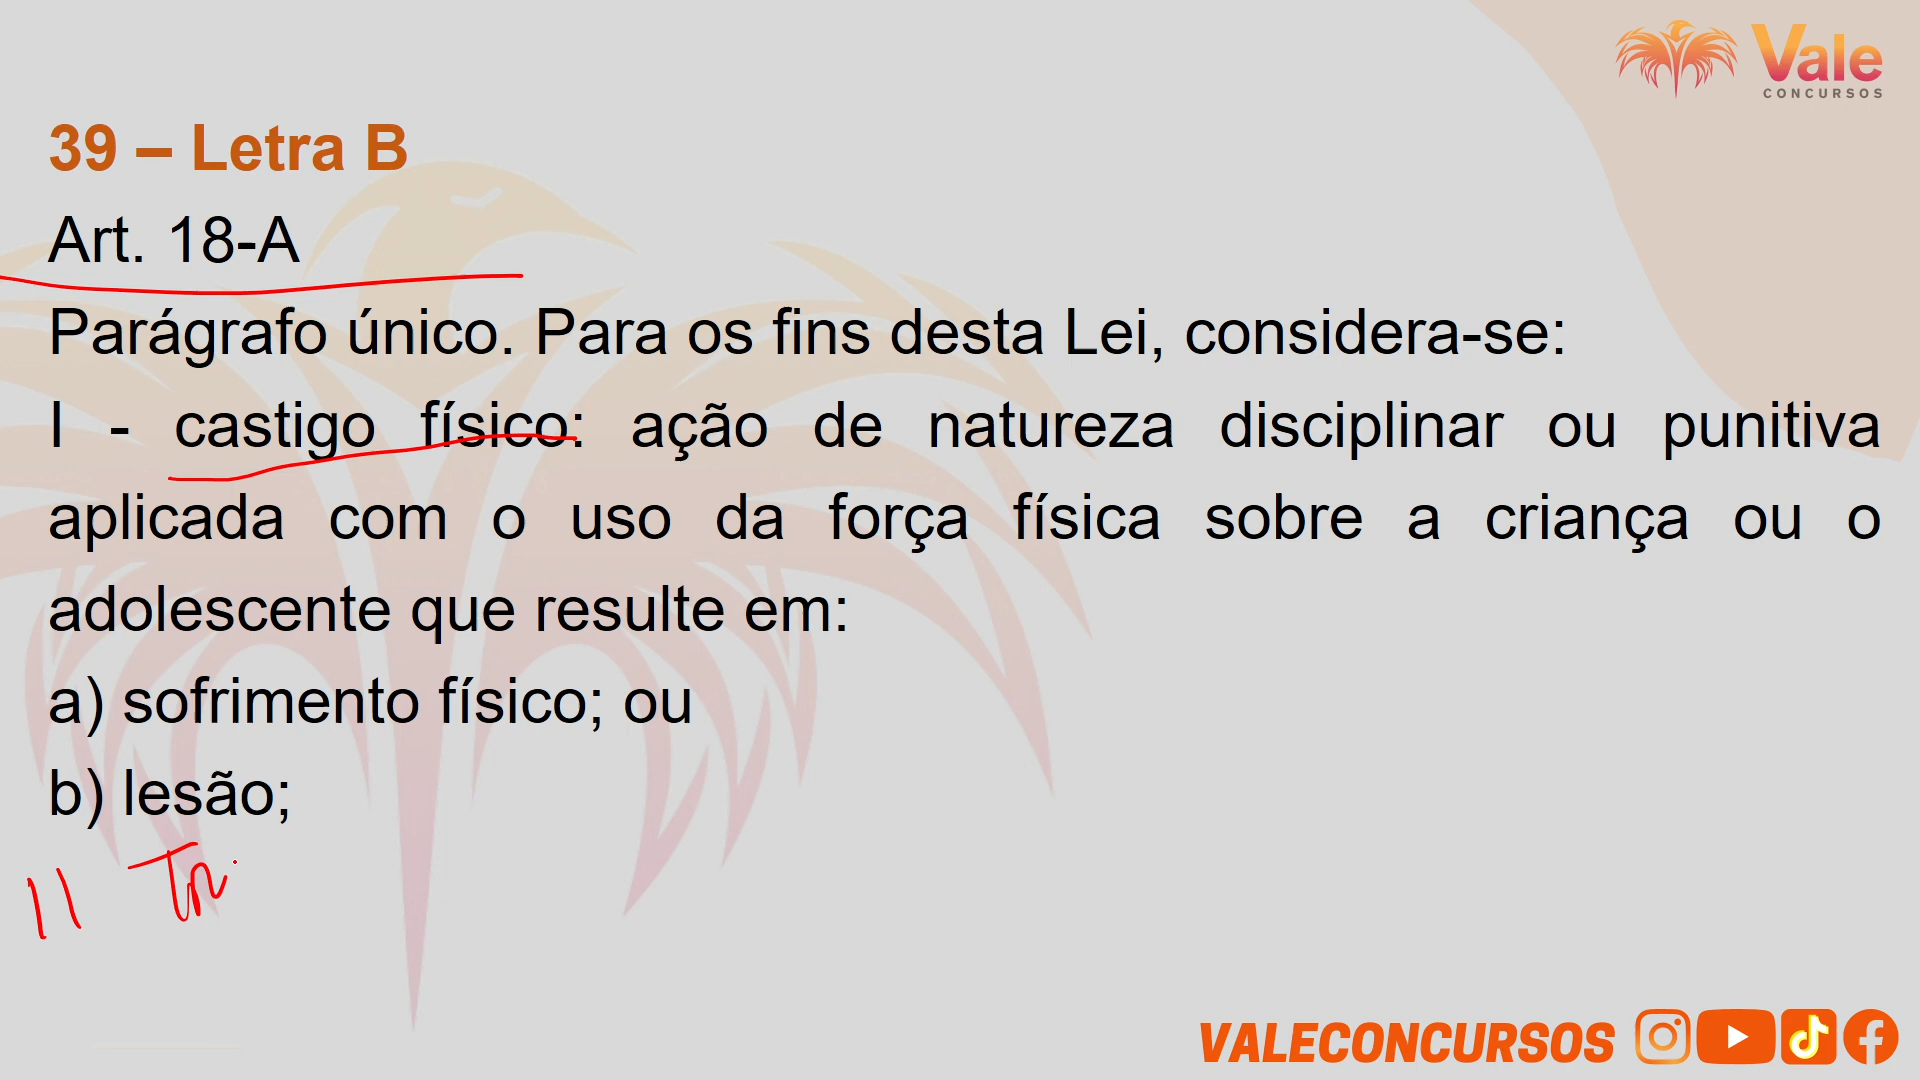 Vale
CONCURSOS
39 – Letra B
Art. 18-A
Parágrafo único. Para os fins desta Lei, considera-se:
I - castigo físico: ação de natureza disciplinar ou punitiva
aplicada com o uso da força física sobre a criança ou o
adolescente que resulte em:
a) sofrimento físico; ou
b) lesão;
VALECONCURSOS